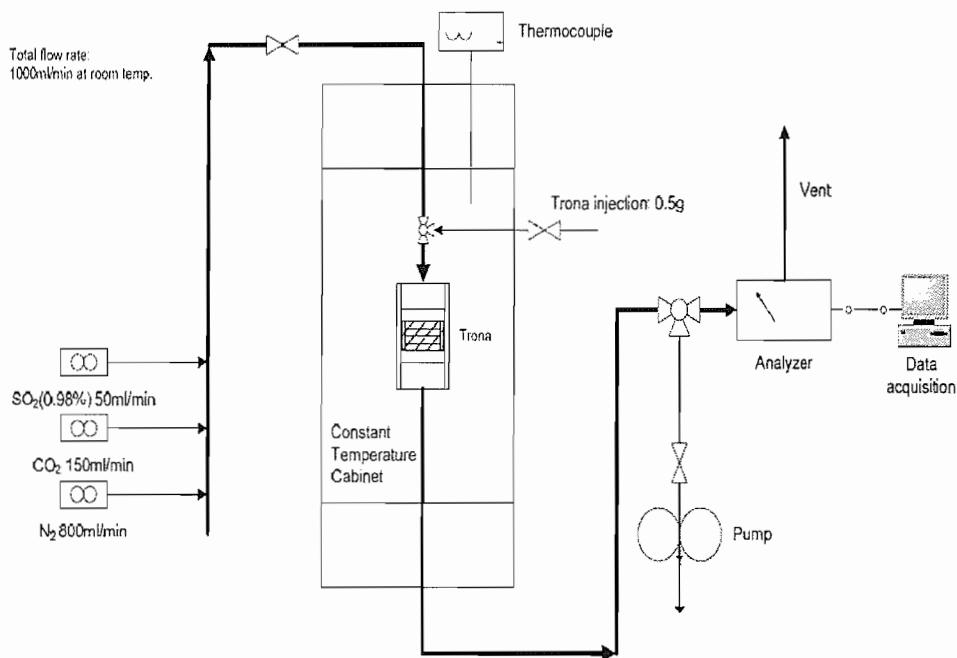 Total flow rate:
1000ml/min at room temp.
Thermocouple
Trona injection: 0.5g
Vent
Trona
Analyzer
Data
acquisition
SO₂(0.98%) 50ml/min
CO₂ 150ml/min
N₂ 800ml/min
Constant
Temperature
Cabinet
Pump